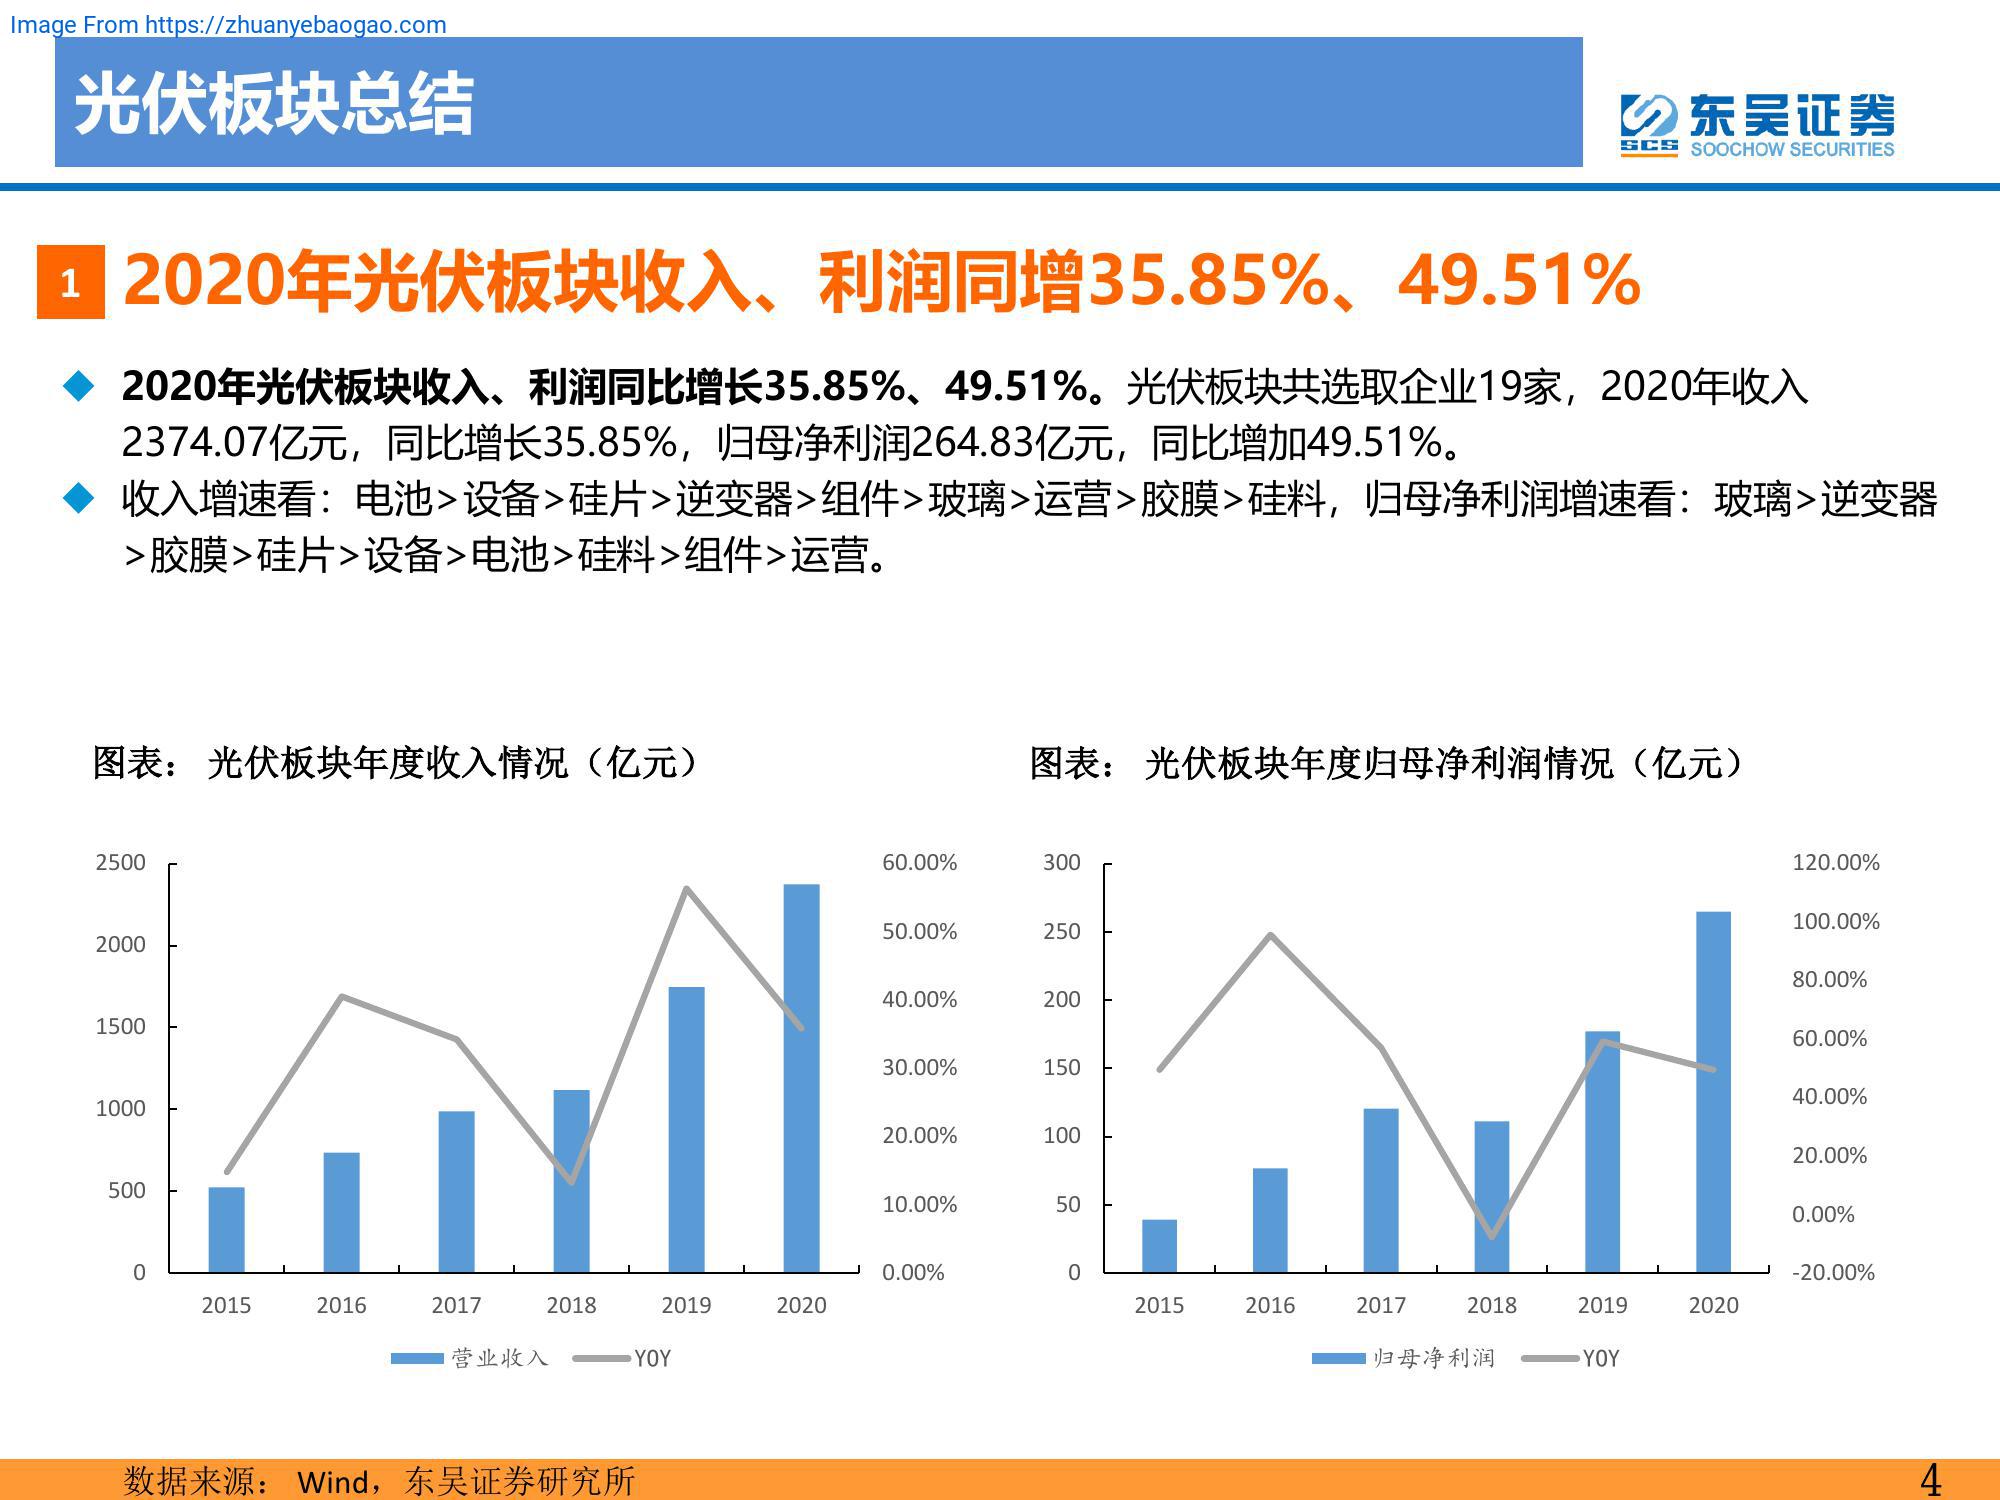 Image From https://zhuanyebaogao.com
光伏板块总结
东吴证券
SCS
SOOCHOW SECURITIES
1 2020年光伏板块收入、利润同增35.85%、49.51%
2020年光伏板块收入、利润同比增长35.85%、49.51%。光伏板块共选取企业19家，2020年收入
2374.07亿元，同比增长35.85%，归母净利润264.83亿元，同比增加49.51%。
收入增速看：电池>设备>硅片>逆变器>组件>玻璃>运营>胶膜>硅料，归母净利润增速看：玻璃>逆变器
>胶膜>硅片>设备>电池>硅料>组件>运营。
图表： 光伏板块年度收入情况（亿元）
2500
2000
1500
1000
500
0
60.00%
50.00%
40.00%
30.00%
20.00%
10.00%
0.00%
2015 2016 2017 2018 2019 2020
营业收入 YOY
图表： 光伏板块年度归母净利润情况（亿元）
300
250
200
150
100
50
0
120.00%
100.00%
80.00%
60.00%
40.00%
20.00%
0.00%
-20.00%
2015 2016 2017 2018 2019 2020
归母净利润 YOY
数据来源： Wind，东吴证券研究所
4